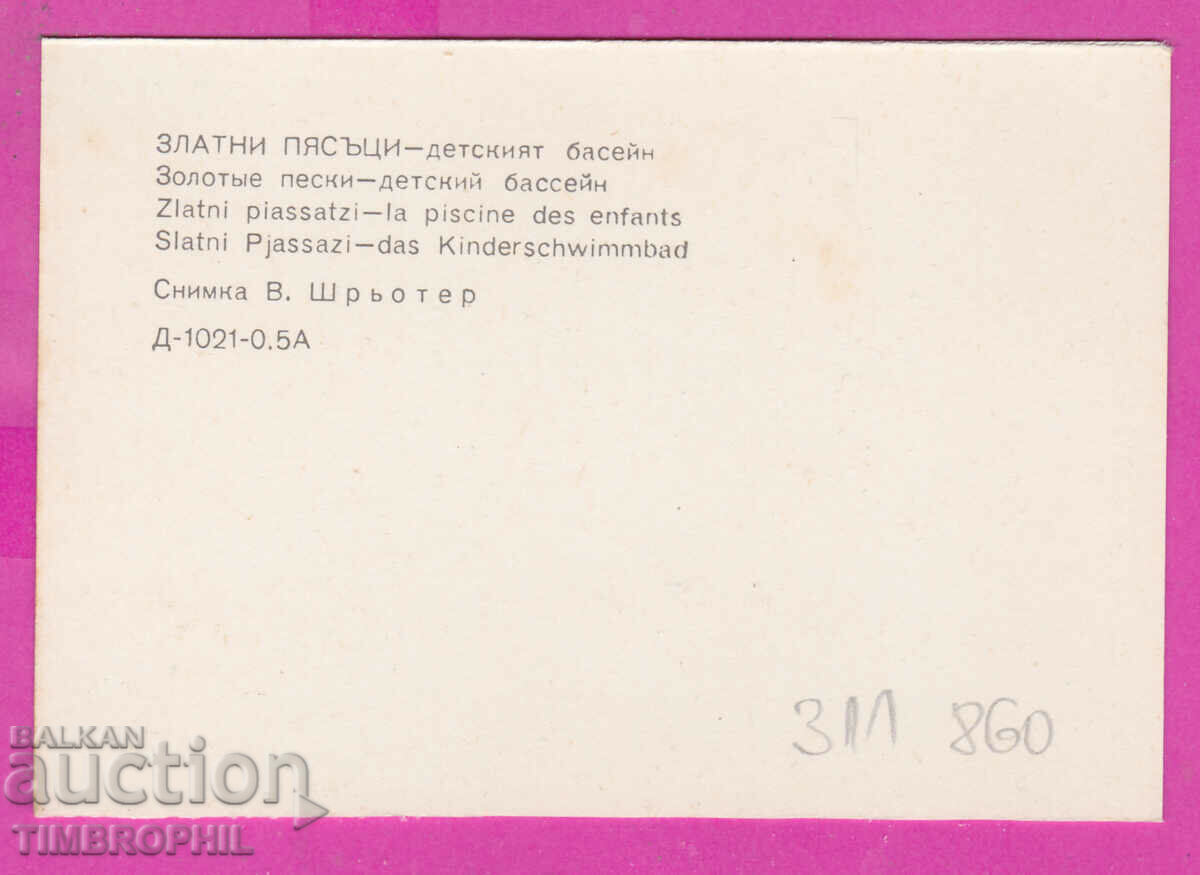 ЗЛАТНИ ПЯСЪЦИ—детският басейн
Золотые пески—детский бассейн
Zlatni piassatzi—la piscine des enfants
Slatni Pjassazi—das Kinderschwimmbad
Снимка В. Шрьотер
Д-1021-0.5А
311 860
BALKAN
auction
TIMBROPHIL